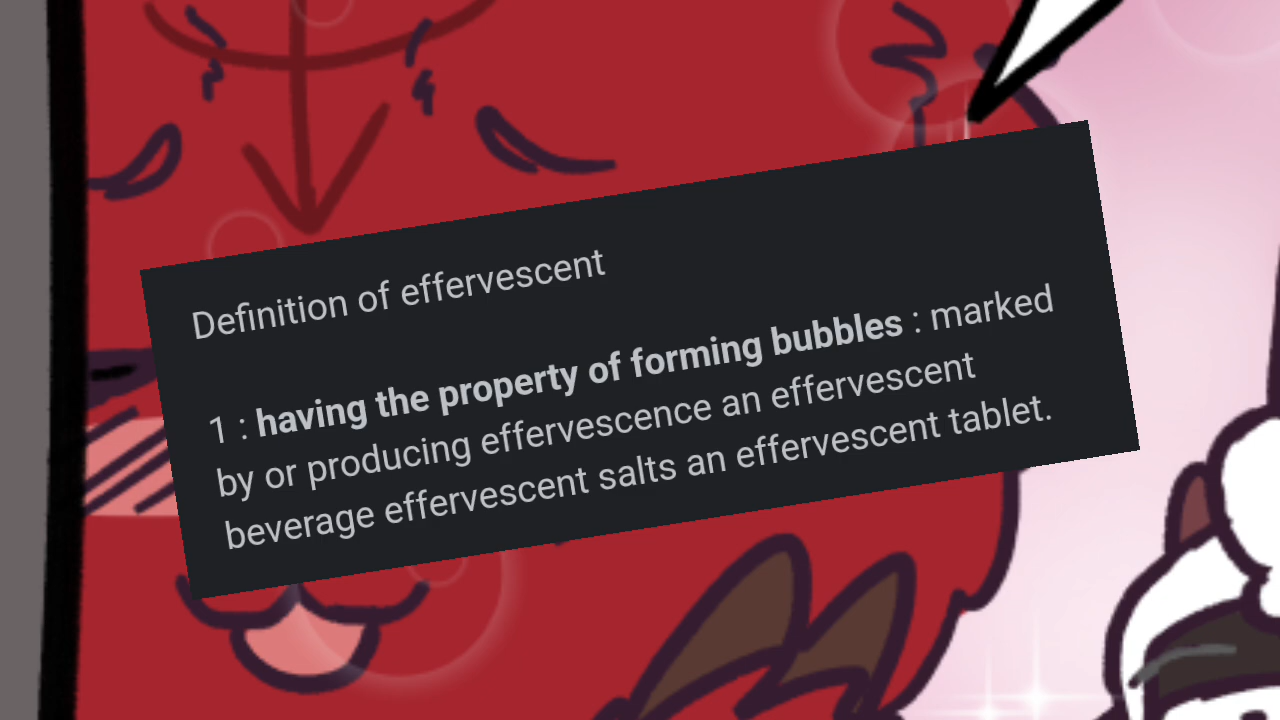 Definition of effervescent
1 : having the property of forming bubbles : marked
by or producing effervescence an effervescent
beverage effervescent salts an effervescent tablet.